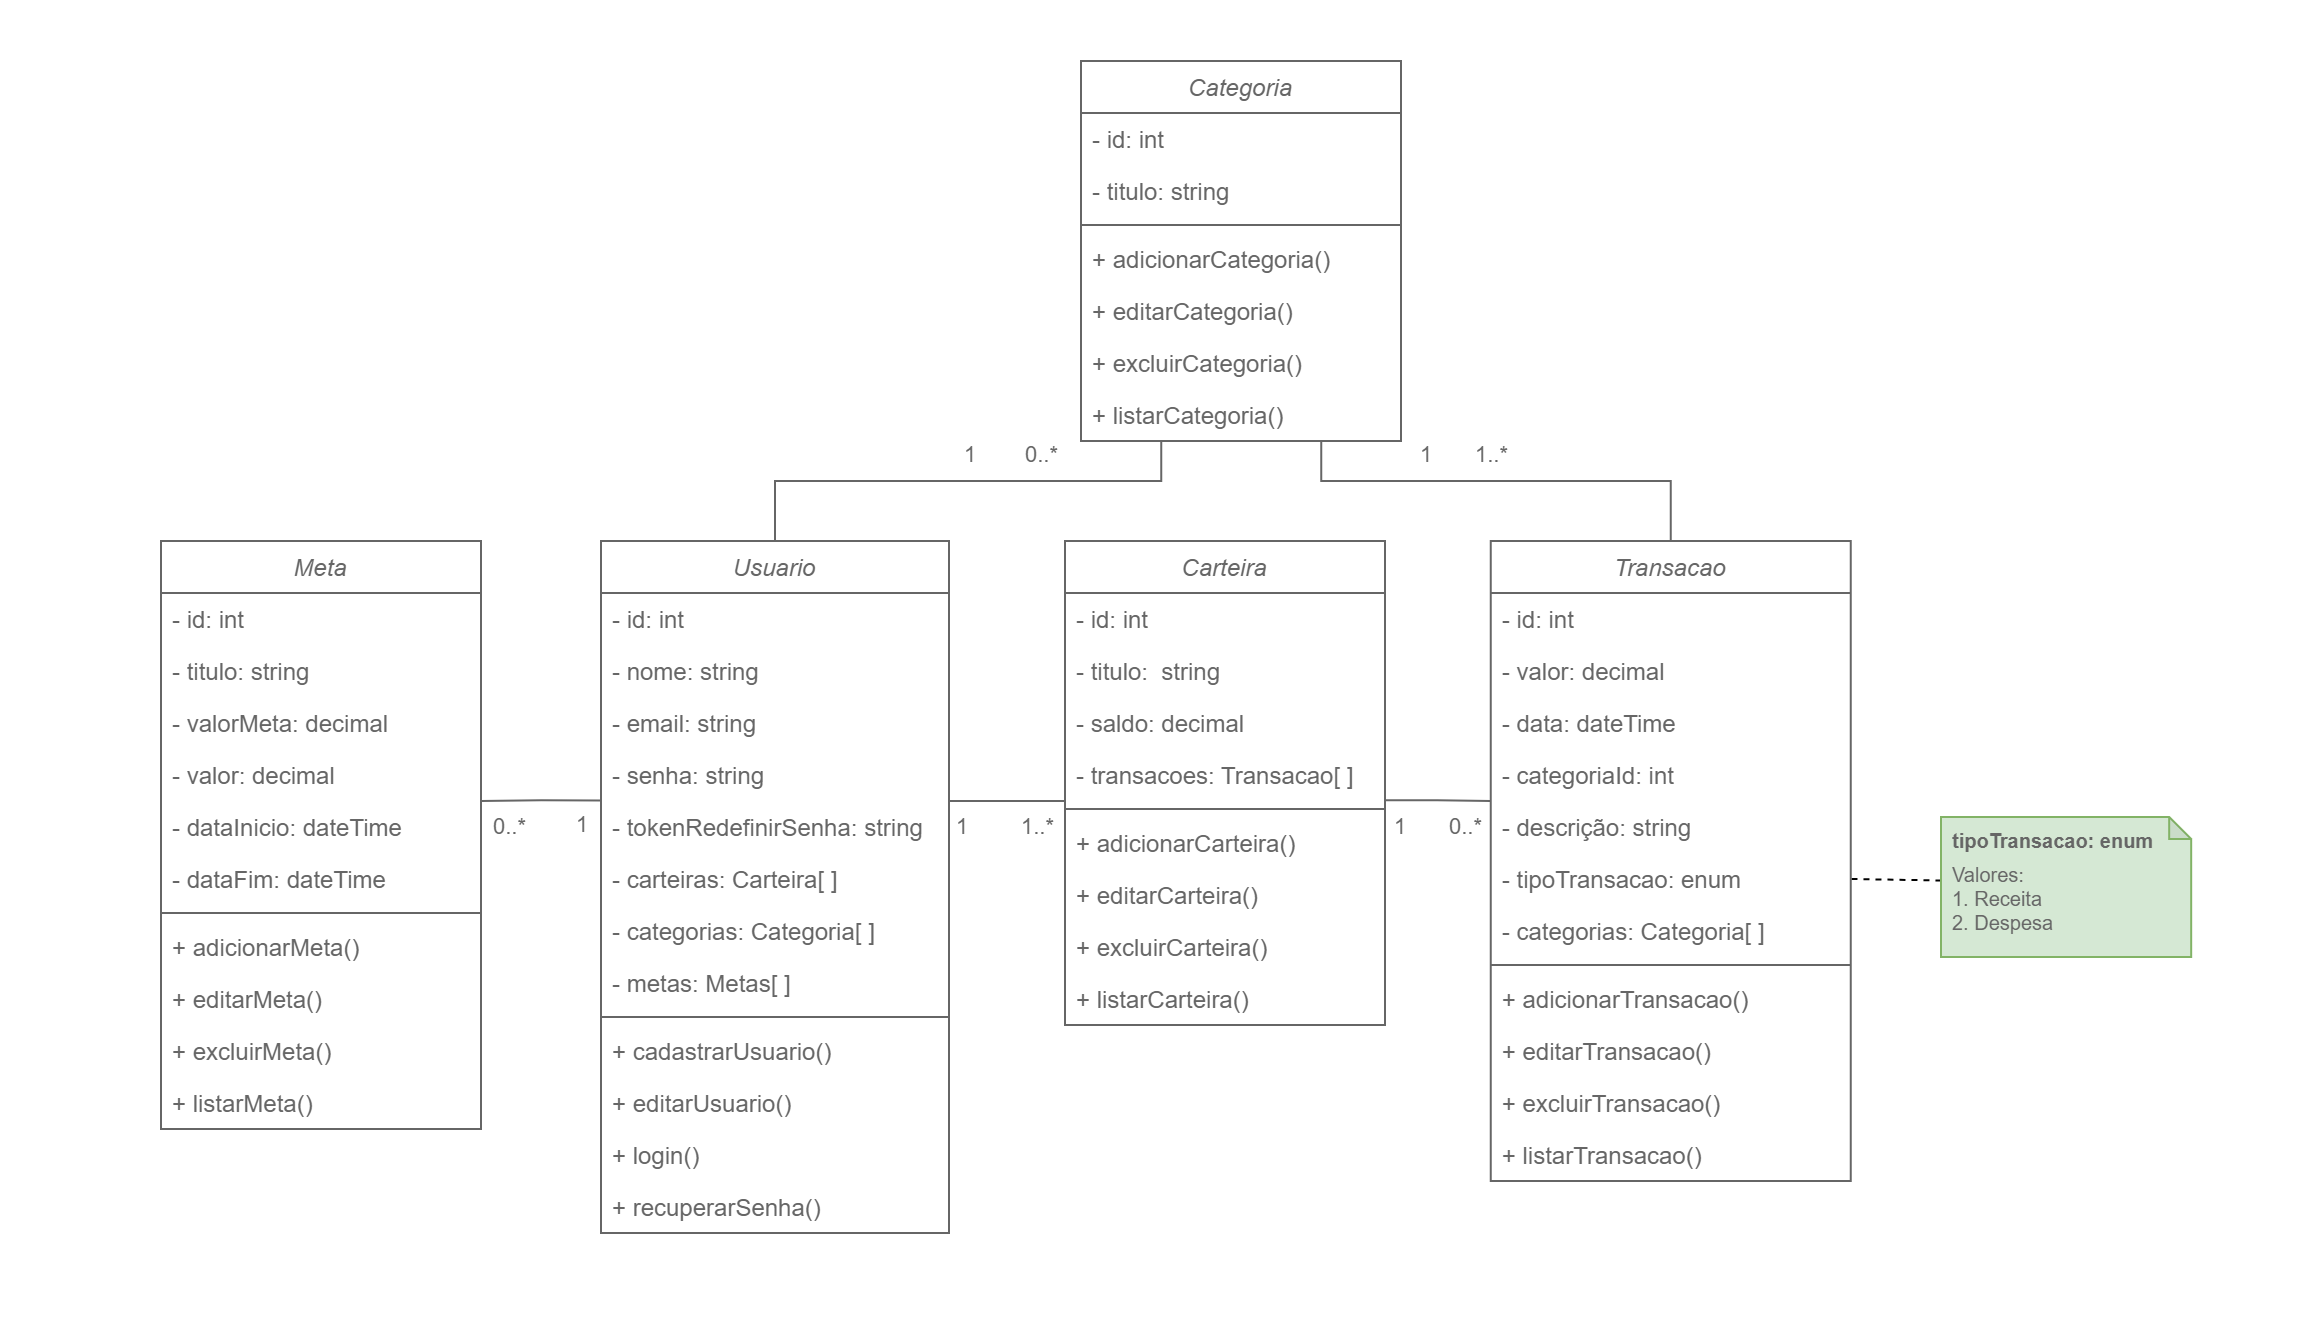 Categoria
- id: int
- titulo: string
+ adicionarCategoria()
+ editarCategoria()
+ excluirCategoria()
+ listarCategoria()
1 0..*
1 1..*
Meta
- id: int
- titulo: string
- valorMeta: decimal
- valor: decimal
- dataInicio: dateTime
- dataFim: dateTime
+ adicionarMeta()
+ editarMeta()
+ excluirMeta()
+ listarMeta()
0..* 1
Usuario
- id: int
- nome: string
- email: string
- senha: string
- tokenRedefinirSenha: string
- carteiras: Carteira[ ]
- categorias: Categoria[ ]
- metas: Metas[ ]
+ cadastrarUsuario()
+ editarUsuario()
+ login()
+ recuperarSenha()
1 1..*
Carteira
- id: int
- titulo:  string
- saldo: decimal
- transacoes: Transacao[ ]
+ adicionarCarteira()
+ editarCarteira()
+ excluirCarteira()
+ listarCarteira()
1 0..*
Transacao
- id: int
- valor: decimal
- data: dateTime
- categoriaId: int
- descrição: string
- tipoTransacao: enum
- categorias: Categoria[ ]
+ adicionarTransacao()
+ editarTransacao()
+ excluirTransacao()
+ listarTransacao()
tipoTransacao: enum
Valores:
1. Receita
2. Despesa